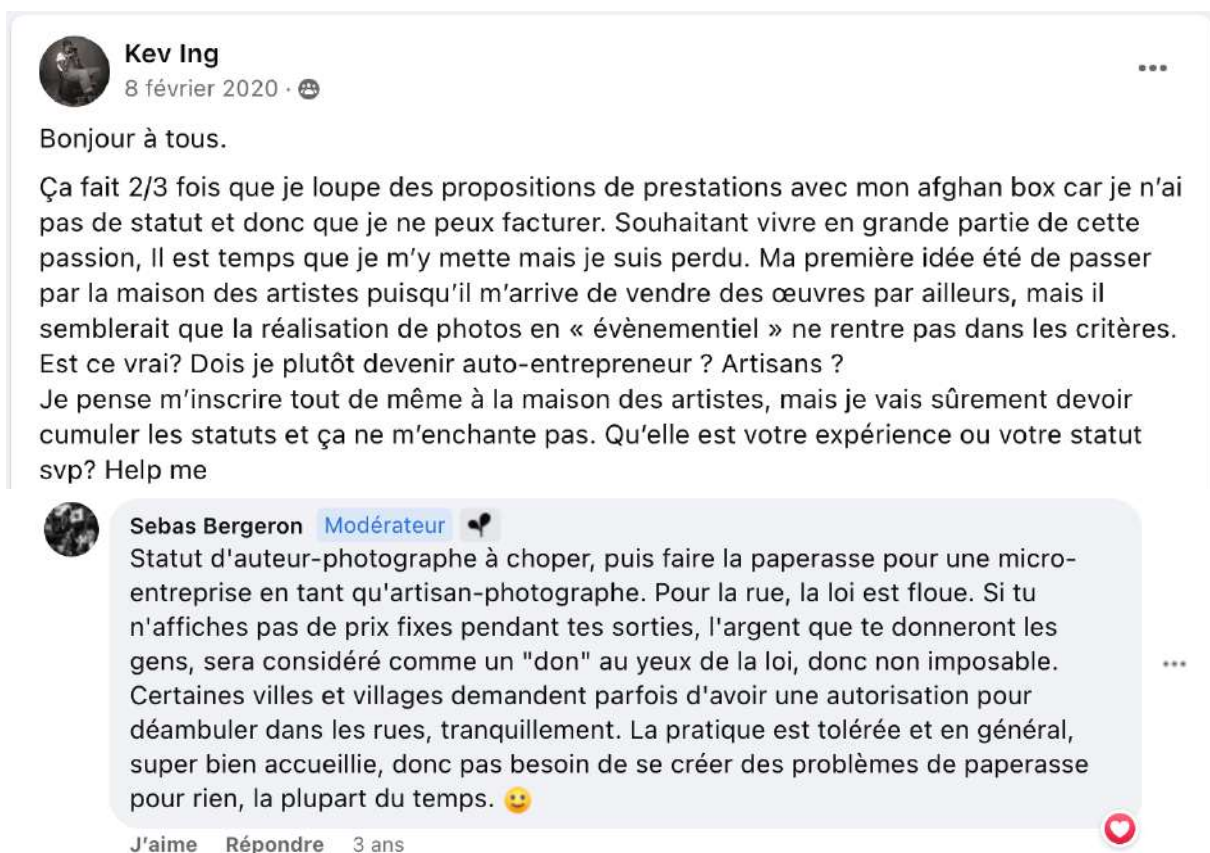 Kev Ing
8 février 2020 ·
Bonjour à tous.
Ça fait 2/3 fois que je loupe des propositions de prestations avec mon afghan box car je n’ai
pas de statut et donc que je ne peux facturer. Souhaitant vivre en grande partie de cette
passion, Il est temps que je m’y mette mais je suis perdu. Ma première idée été de passer
par la maison des artistes puisqu’il m’arrive de vendre des œuvres par ailleurs, mais il
semblerait que la réalisation de photos en « évènementiel » ne rentre pas dans les critères.
Est ce vrai? Dois je plutôt devenir auto-entrepreneur ? Artisans ?
Je pense m’inscrire tout de même à la maison des artistes, mais je vais sûrement devoir
cumuler les statuts et ça ne m’enchante pas. Qu’elle est votre expérience ou votre statut
svp? Help me
Sebas Bergeron Modérateur
Statut d'auteur-photographe à choper, puis faire la paperasse pour une micro-
entreprise en tant qu'artisan-photographe. Pour la rue, la loi est floue. Si tu
n'affiches pas de prix fixes pendant tes sorties, l'argent que te donneront les
gens, sera considéré comme un "don" au yeux de la loi, donc non imposable.
Certaines villes et villages demandent parfois d'avoir une autorisation pour
déambuler dans les rues, tranquillement. La pratique est tolérée et en général,
super bien accueillie, donc pas besoin de se créer des problèmes de paperasse
pour rien, la plupart du temps. 🙂
J'aime Répondre 3 ans